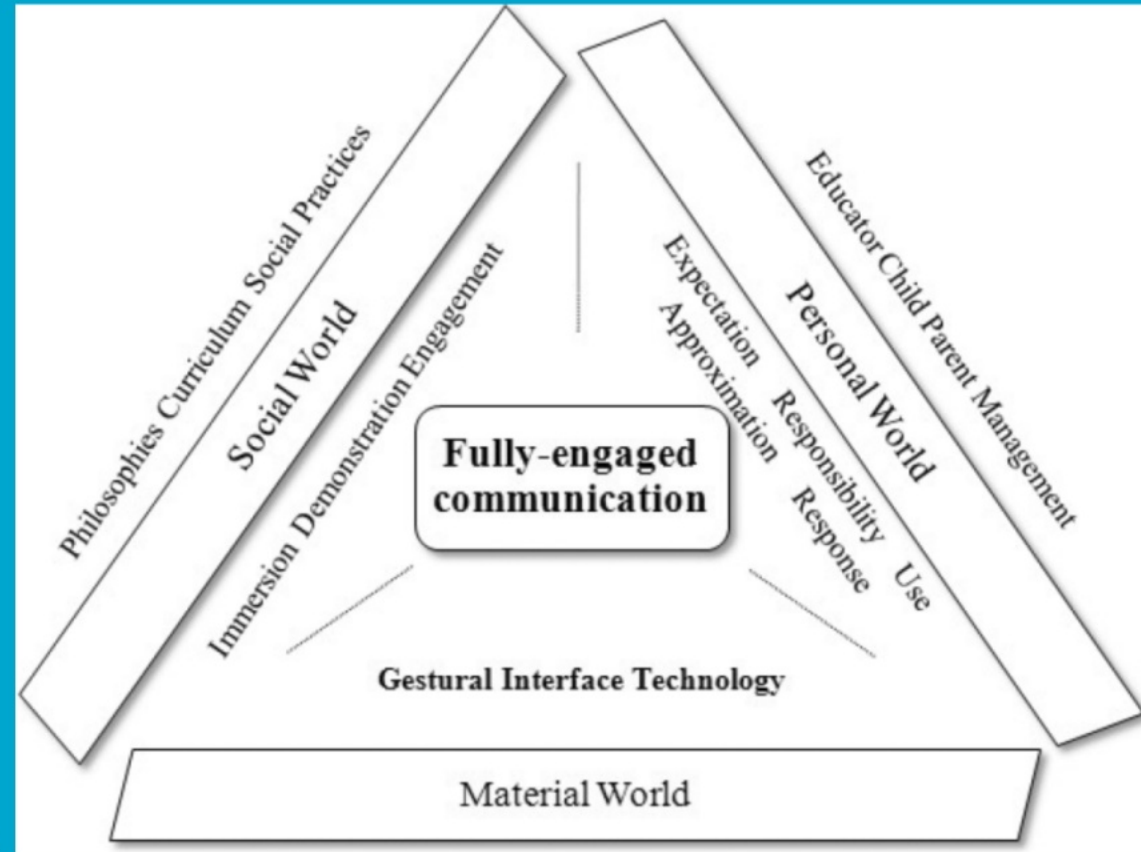 Philosophies Curriculum Social Practices
Social World
Immersion Demonstration Engagement
Educator Child Parent Management
Personal World
Expectation Responsibility Use
Approximation Response
Fully-engaged
communication
Gestural Interface Technology
Material World